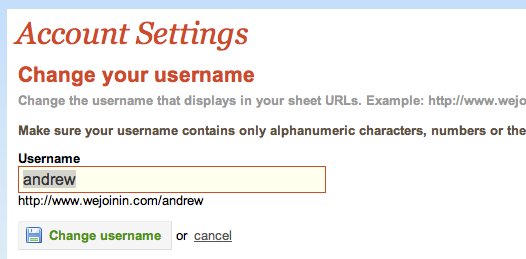 Account Settings
Change your username
Change the username that displays in your sheet URLs. Example: http://www.wejo
Make sure your username contains only alphanumeric characters, numbers or the
Username
andrew
http://www.wejoinin.com/andrew
Change username or cancel